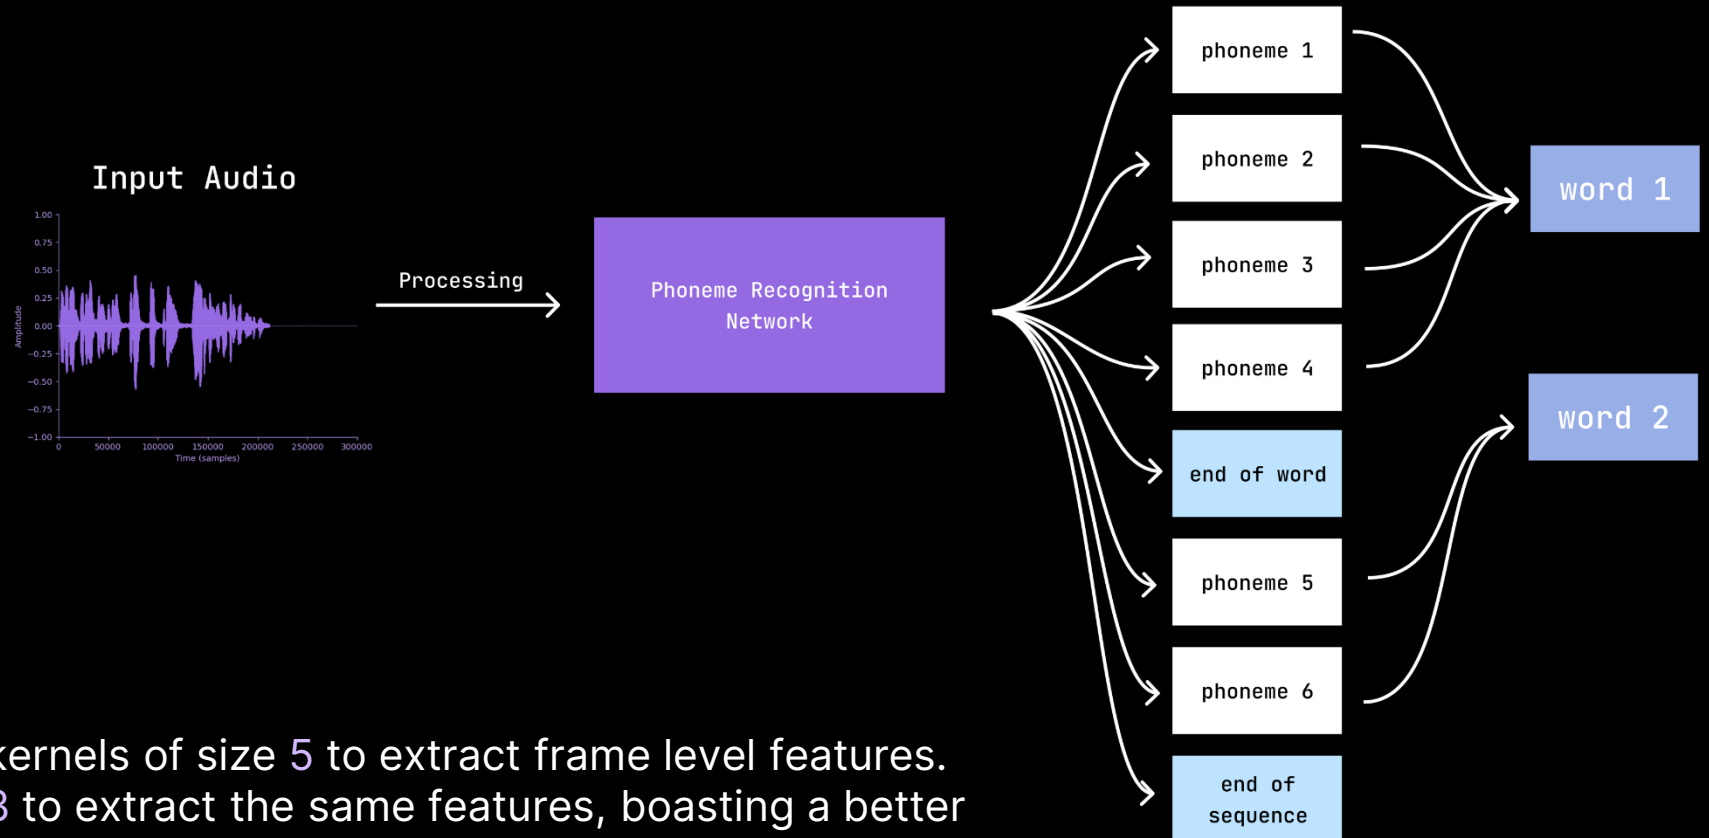 Input Audio
1.00
0.75
0.50
0.25
0.00
−0.25
−0.50
−0.75
−1.00
Amplitude
0 50000 100000 150000 200000 250000 300000
Time (samples)
Processing
Phoneme Recognition
Network
phoneme 1
phoneme 2
phoneme 3
phoneme 4
end of word
phoneme 5
phoneme 6
end of
sequence
word 1
word 2
kernels of size 5 to extract frame level features.
3 to extract the same features, boasting a better